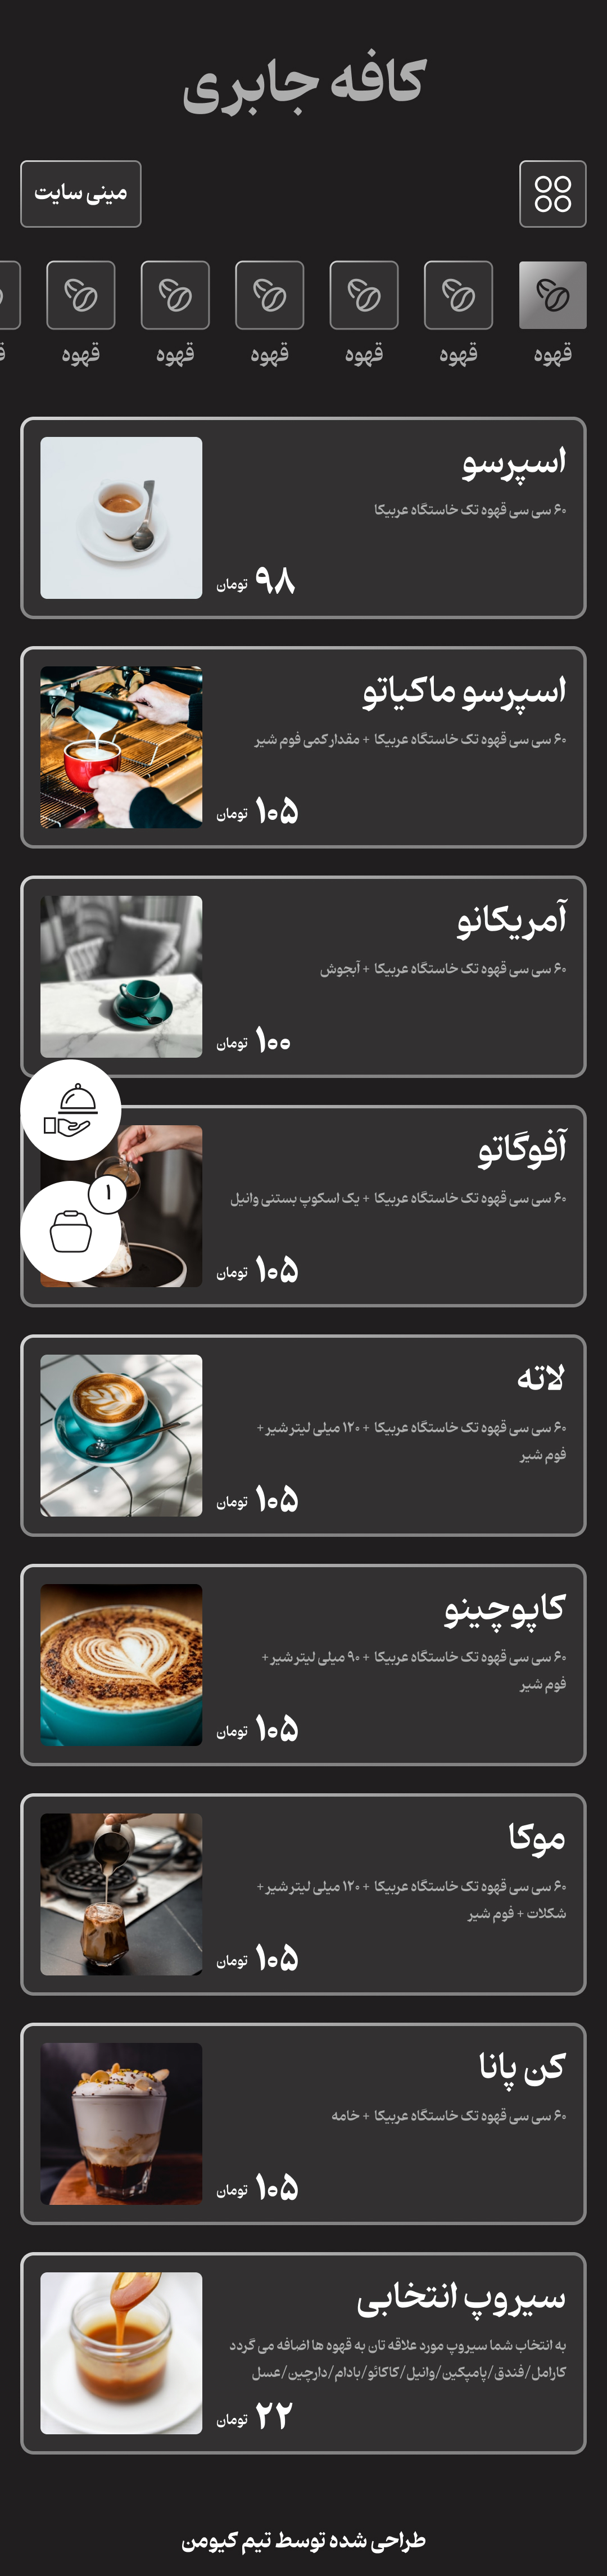 کافه جابری
مینی سایت
قهوه
قهوه
قهوه
قهوه
قهوه
قهوه
اسپرسو
۶۰ سی سی قهوه تک خاستگاه عربیکا
۹۸ تومان
اسپرسو ماکیاتو
۶۰ سی سی قهوه تک خاستگاه عربیکا + مقدار کمی فوم شیر
۱۰۵ تومان
آمریکانو
۶۰ سی سی قهوه تک خاستگاه عربیکا + آبجوش
۱۰۰ تومان
آفوگاتو
۶۰ سی سی قهوه تک خاستگاه عربیکا + یک اسکوپ بستنی وانیل
۱
۱۰۵ تومان
لاته
۶۰ سی سی قهوه تک خاستگاه عربیکا + ۱۲۰ میلی لیتر شیر +
فوم شیر
۱۰۵ تومان
کاپوچینو
۶۰ سی سی قهوه تک خاستگاه عربیکا + ۹۰ میلی لیتر شیر +
فوم شیر
۱۰۵ تومان
موکا
۶۰ سی سی قهوه تک خاستگاه عربیکا + ۱۲۰ میلی لیتر شیر +
شکلات + فوم شیر
۱۰۵ تومان
کن پانا
۶۰ سی سی قهوه تک خاستگاه عربیکا + خامه
۱۰۵ تومان
سیروپ انتخابی
به انتخاب شما سیروپ مورد علاقه تان به قهوه ها اضافه می گردد
کارامل/فندق/پامپکین/وانیل/کاکائو/بادام/دارچین/عسل
۲۲ تومان
طراحی شده توسط تیم کیومن